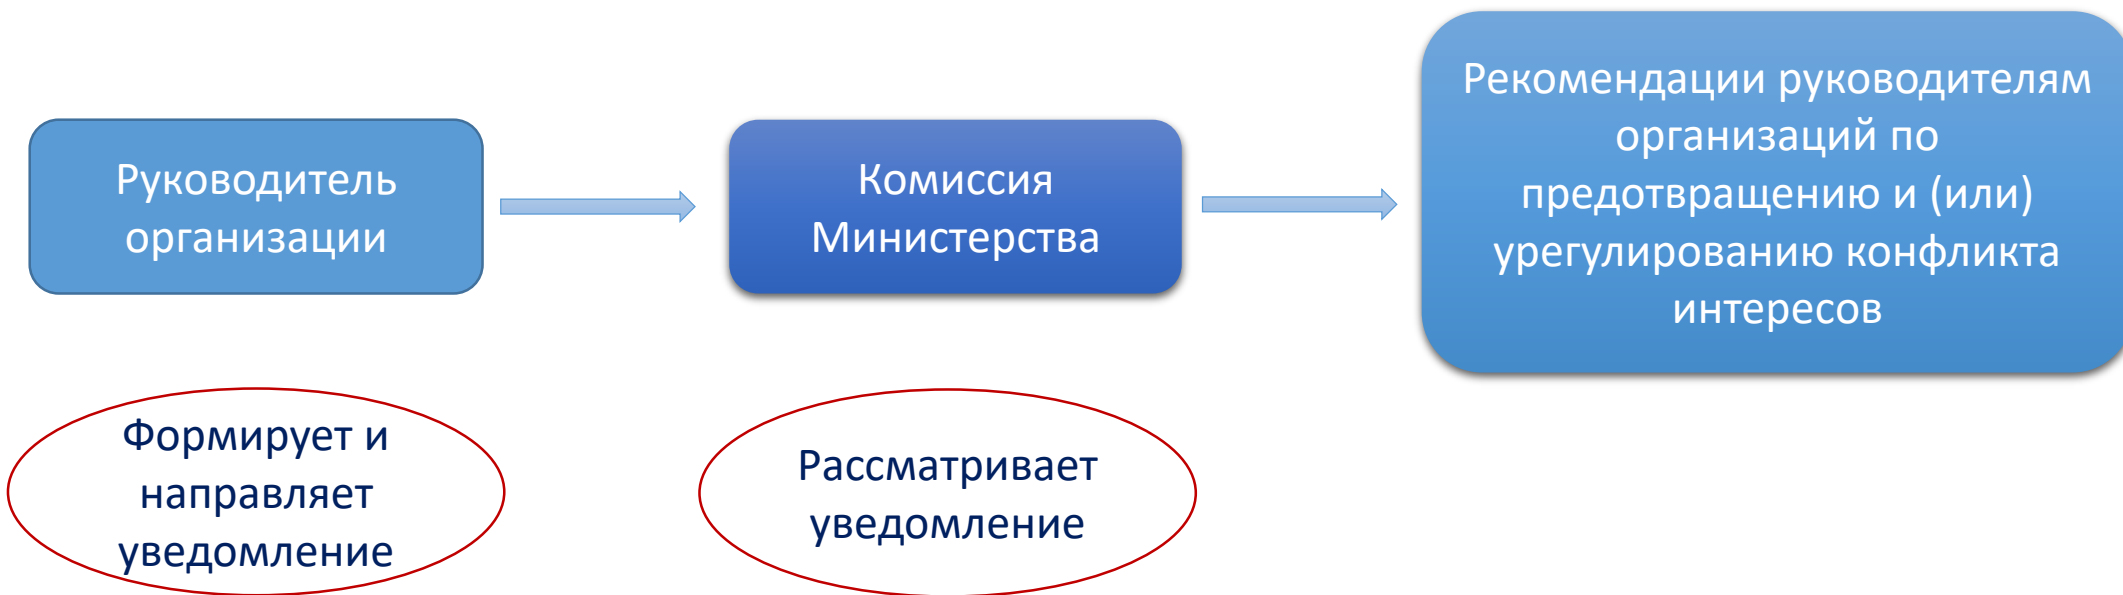 Руководитель
организации
Комиссия
Министерства
Рекомендации руководителям
организаций по
предотвращению и (или)
урегулированию конфликта
интересов
Формирует и
направляет
уведомление
Рассматривает
уведомление